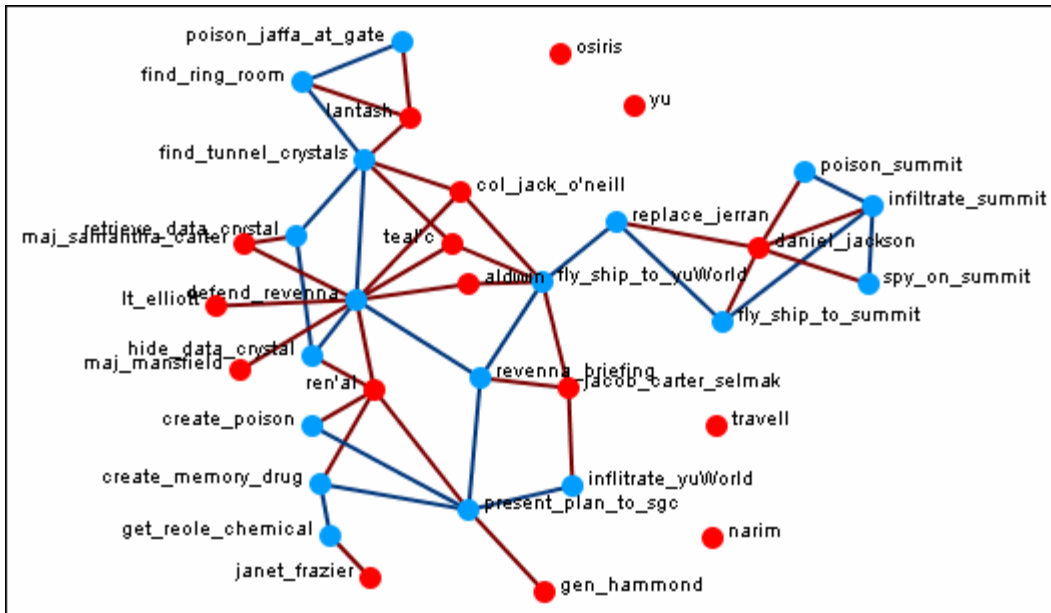 poison_jaffa_at_gate
osiris
find_ring_room
yu
lantash
find_tunnel_crystals
poison_summit
col_jack_o'neill
infiltrate_summit
replace_jerran
retrieve_data_crystal
maj_samantha_carter
teal'c
daniel_jackson
aldwin
fly_ship_to_yuWorld
spy_on_summit
lt_elliott
defend_revenna
fly_ship_to_summit
hide_data_crystal
maj_mansfield
revenna_briefing
ren'al
jacob_carter_selmak
create_poison
travell
create_memory_drug
inflitrate_yuWorld
present_plan_to_sgc
get_reole_chemical
narim
janet_frazier
gen_hammond